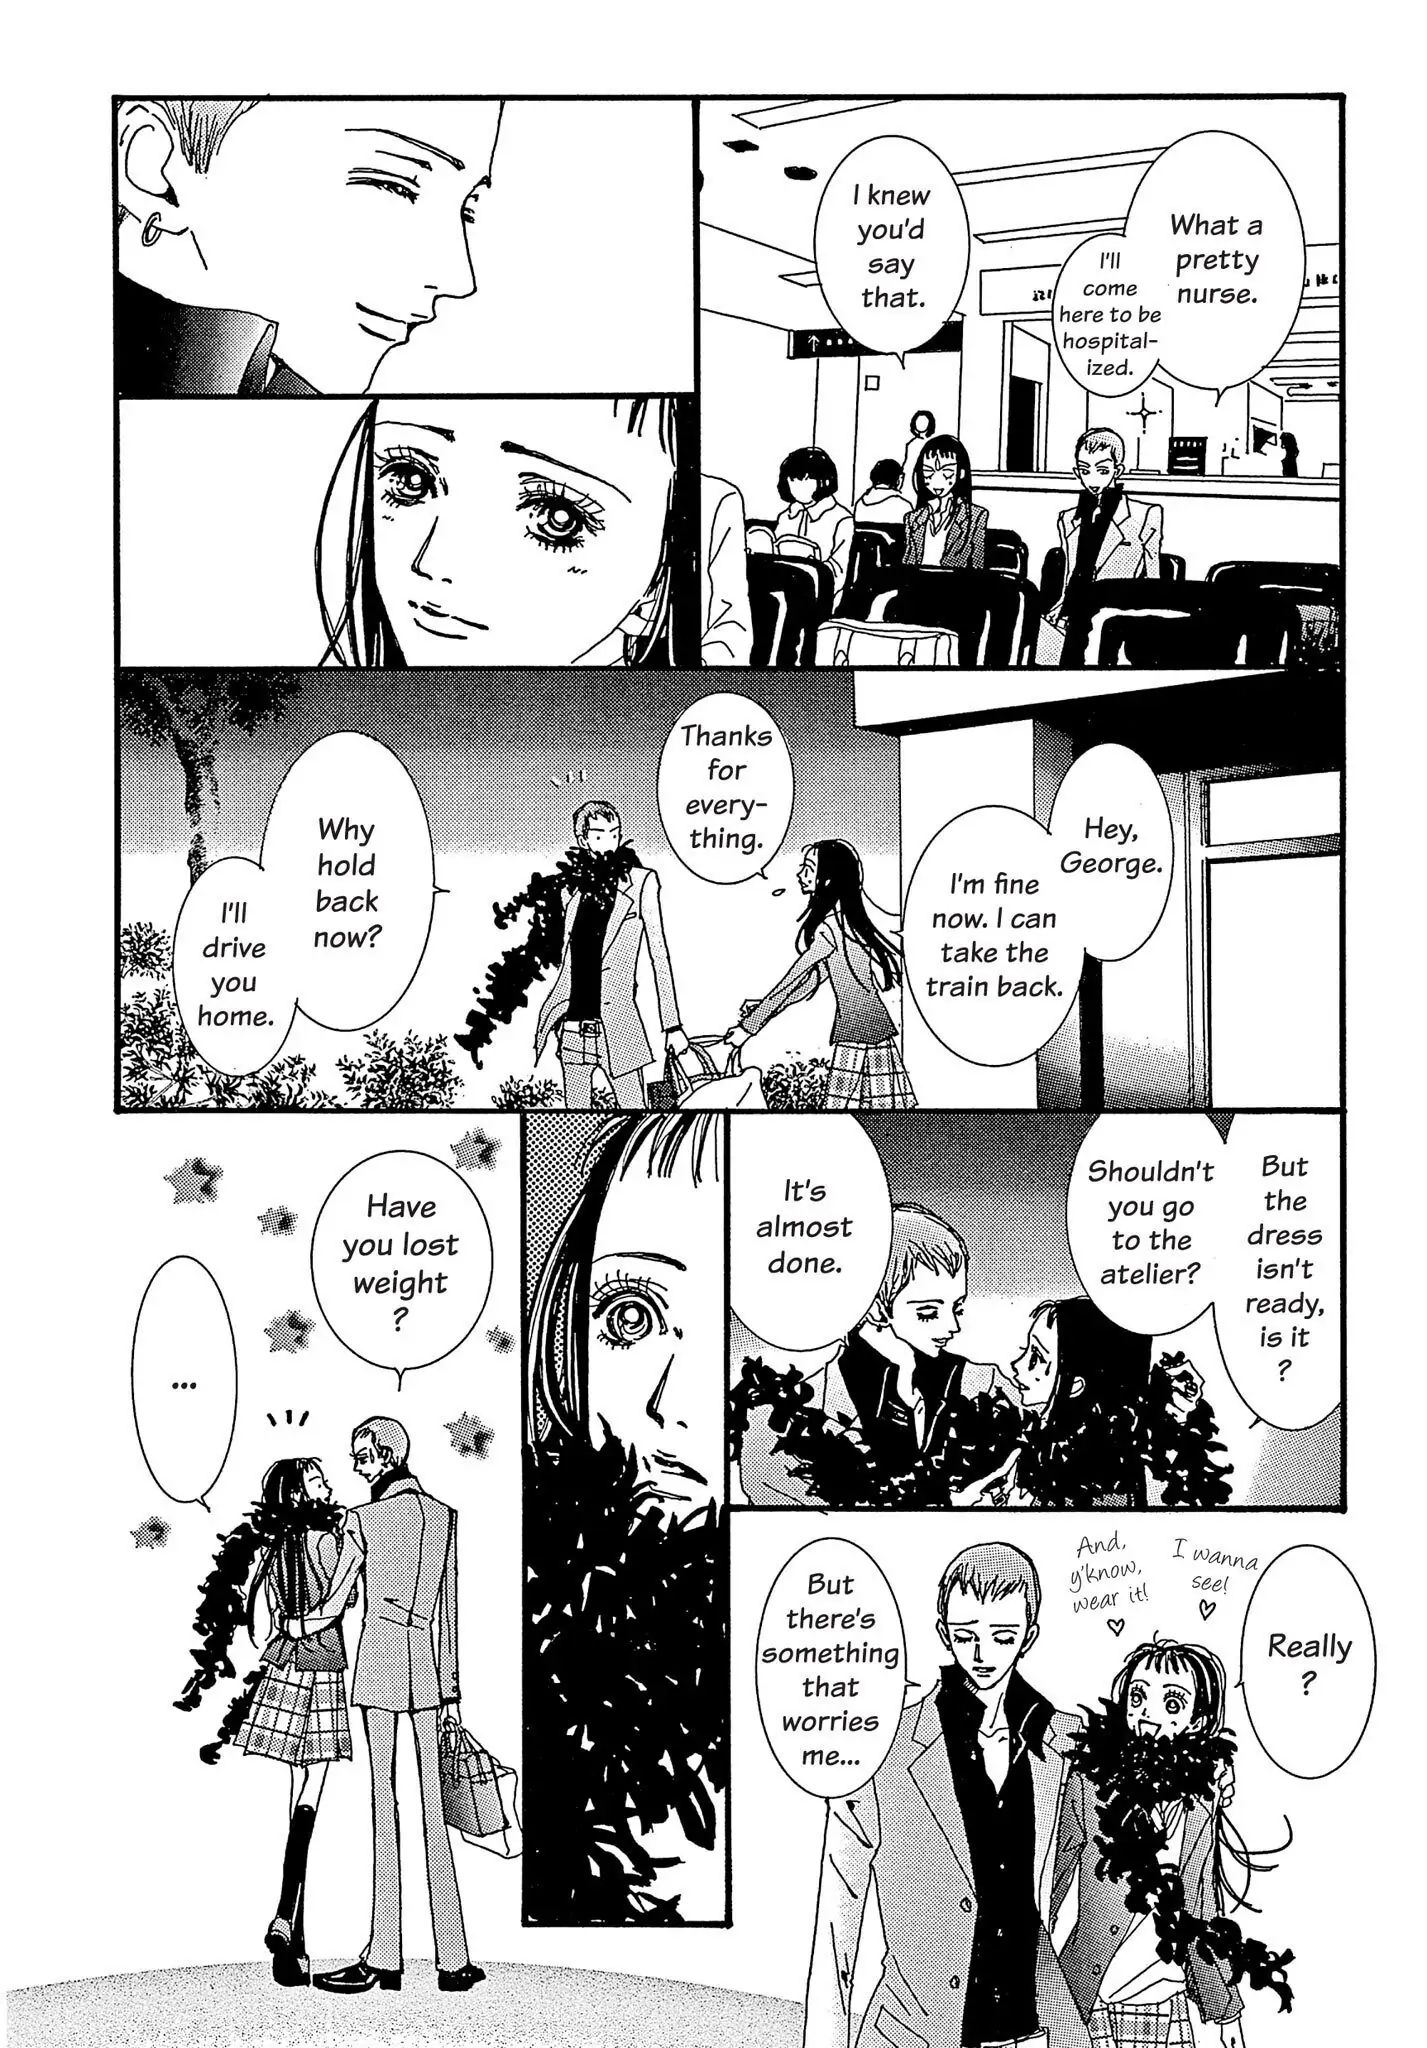 What a
pretty
nurse.
I'll
come
here to be
hospital-
ized.
I knew
you'd
say
that.
Hey,
George.
I'm fine
now. I can
take the
train back.
Thanks
for
every-
thing.
Why
hold
back
now?
I'll
drive
you
home.
But
the
dress
isn't
ready,
is it
?
Shouldn't
you go
to the
atelier?
It's
almost
done.
Really
?
I wanna
see!
And,
y'know,
wear it!
But
there's
something
that
worries
me...
Have
you lost
weight
?
...